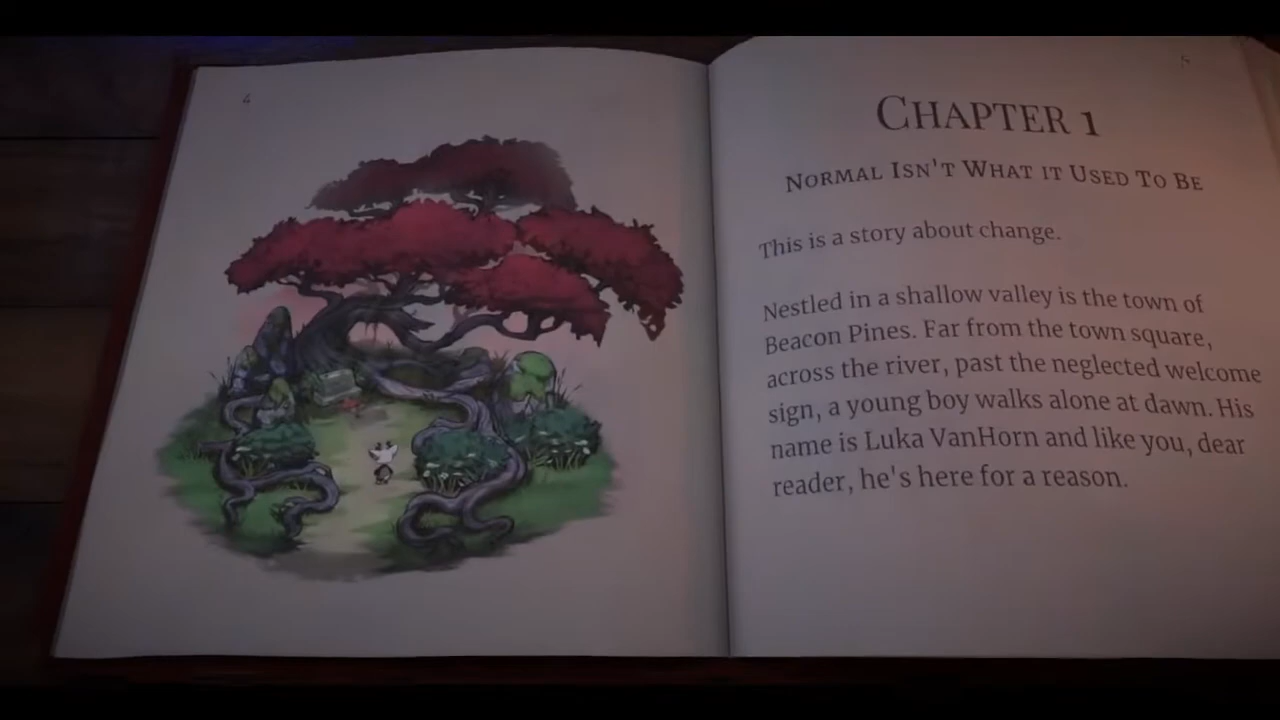 4
5
CHAPTER 1
NORMAL ISN'T WHAT IT USED TO BE
This is a story about change.
Nestled in a shallow valley is the town of
Beacon Pines. Far from the town square,
across the river, past the neglected welcome
sign, a young boy walks alone at dawn. His
name is Luka VanHorn and like you, dear
reader, he's here for a reason.